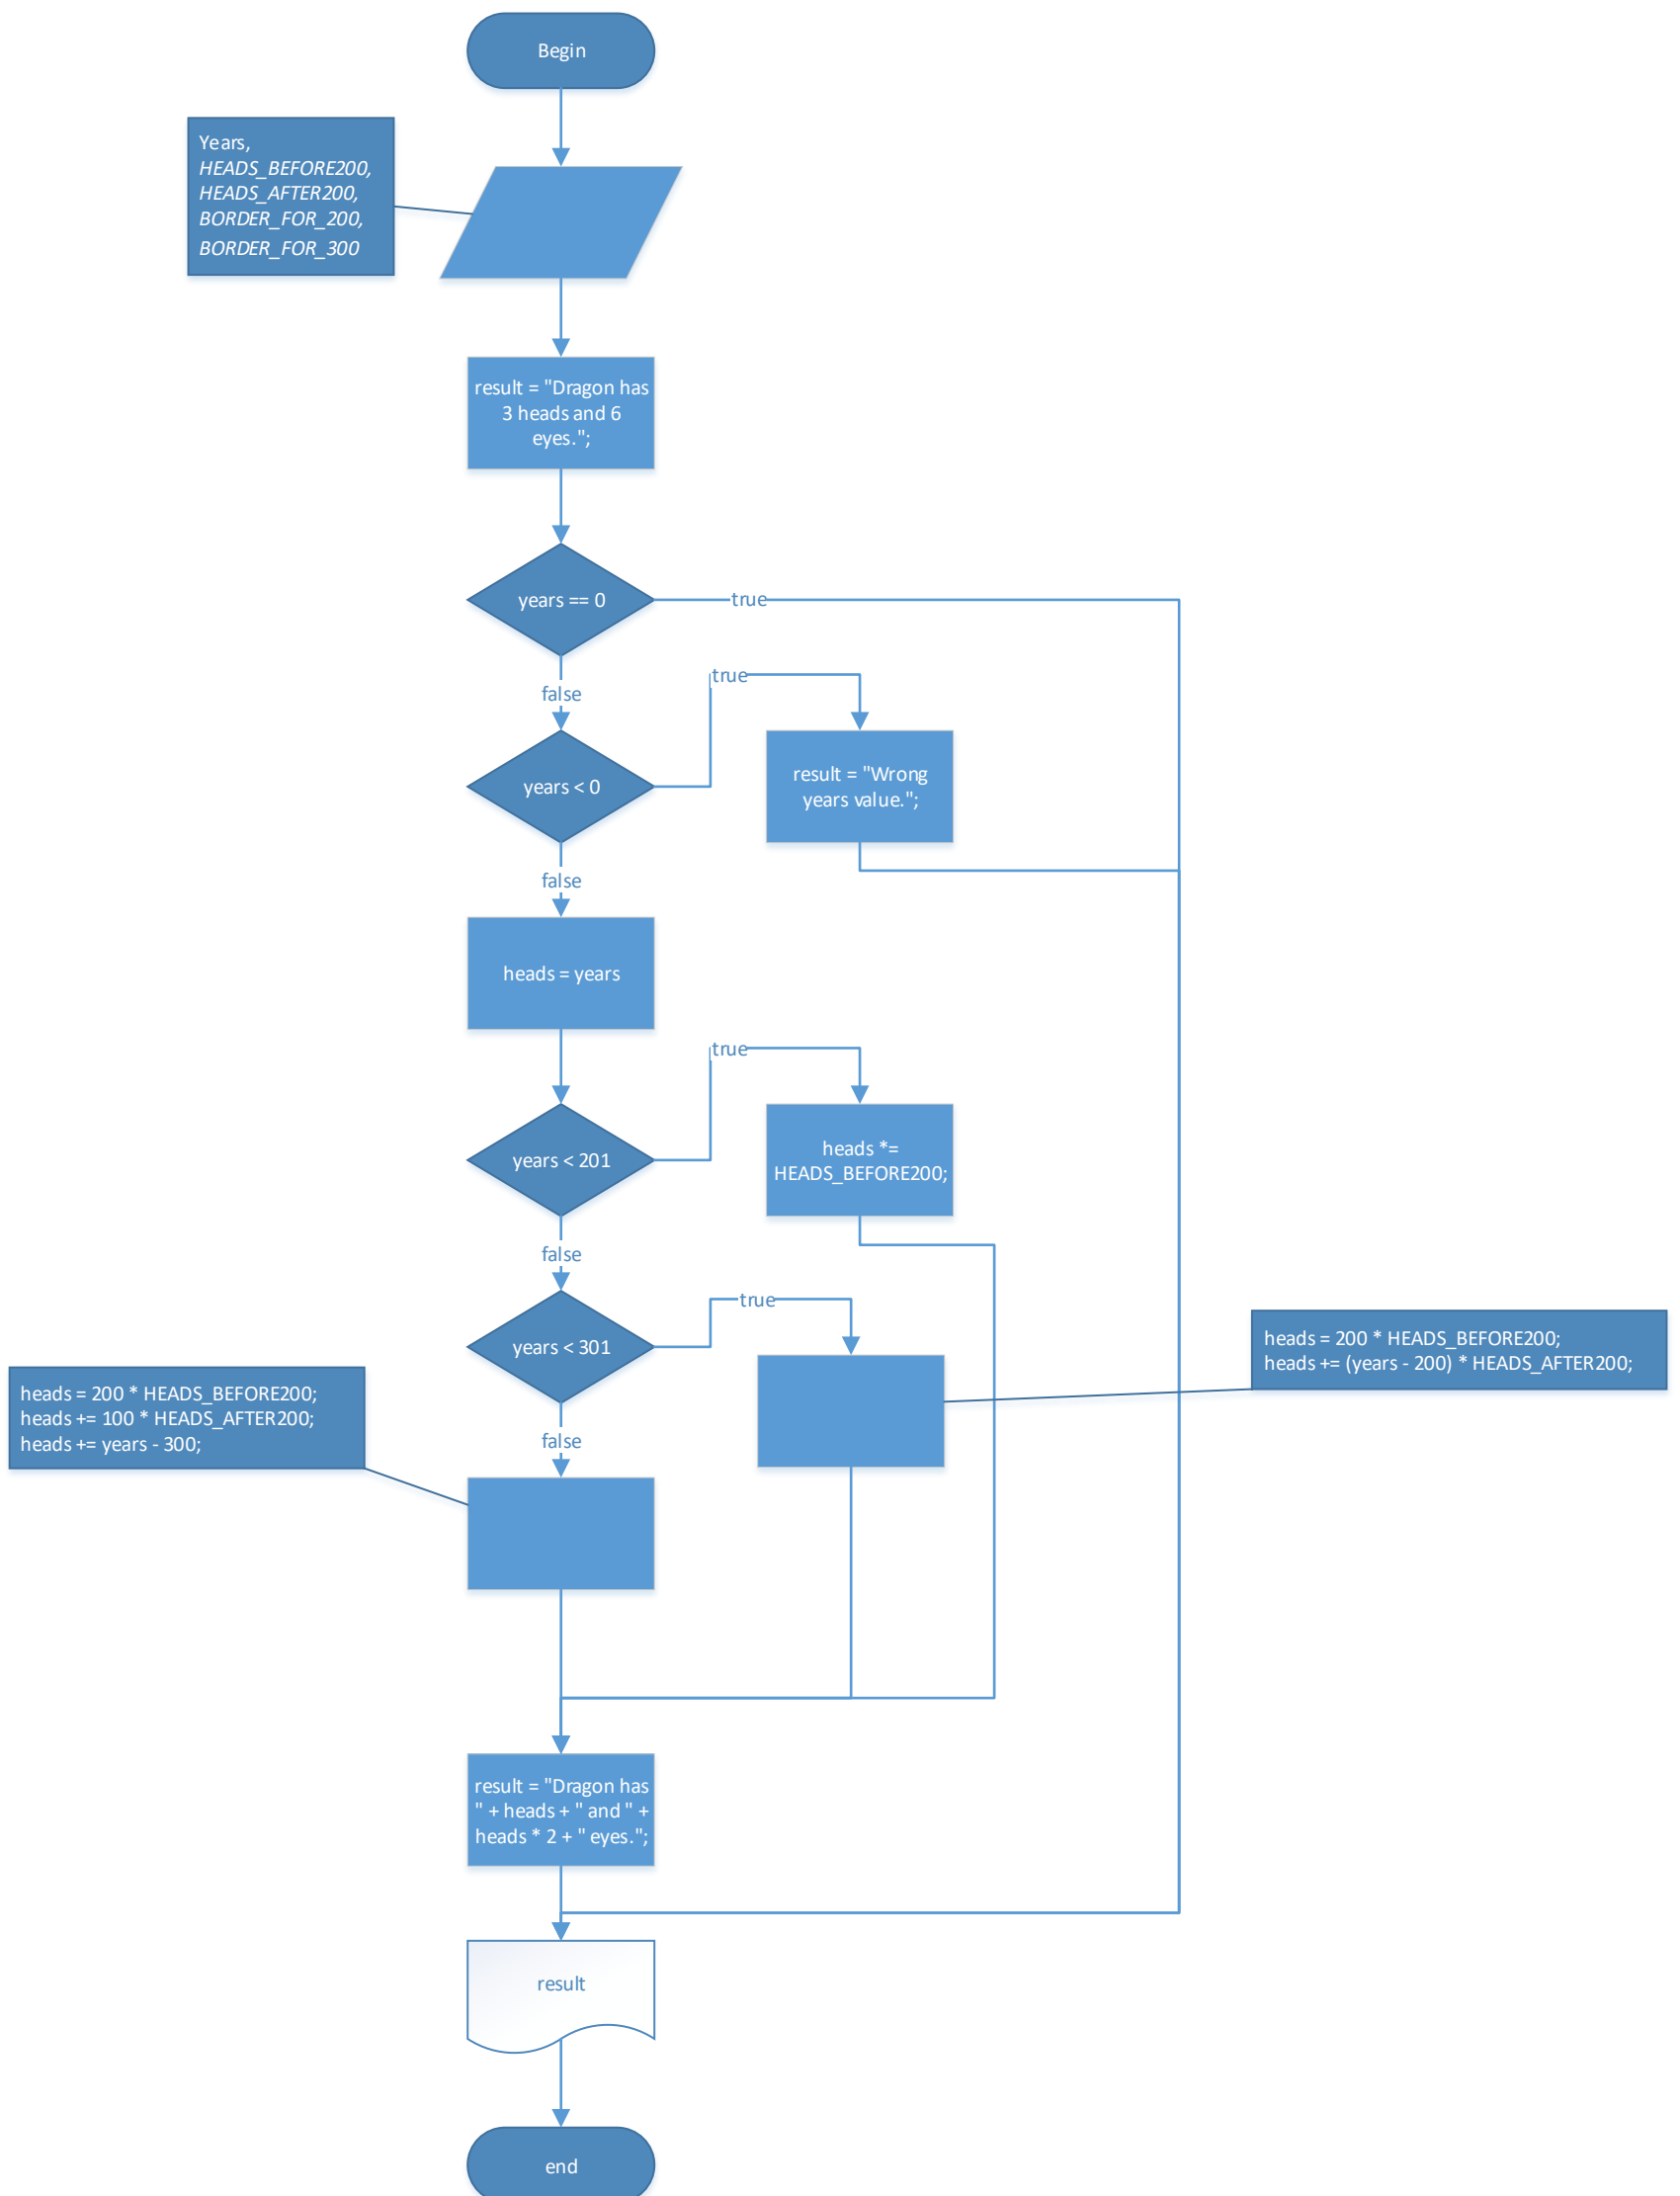 Begin
Years,
HEADS_BEFORE200,
HEADS_AFTER200,
BORDER_FOR_200,
BORDER_FOR_300
result = "Dragon has
3 heads and 6
eyes.";
years == 0
true
false
true
years < 0
result = "Wrong
years value.";
false
heads = years
true
years < 201
heads *=
HEADS_BEFORE200;
false
true
years < 301
heads = 200 * HEADS_BEFORE200;
heads += (years - 200) * HEADS_AFTER200;
heads = 200 * HEADS_BEFORE200;
heads += 100 * HEADS_AFTER200;
heads += years - 300;
false
result = "Dragon has
" + heads + " and " +
heads * 2 + " eyes.";
result
end